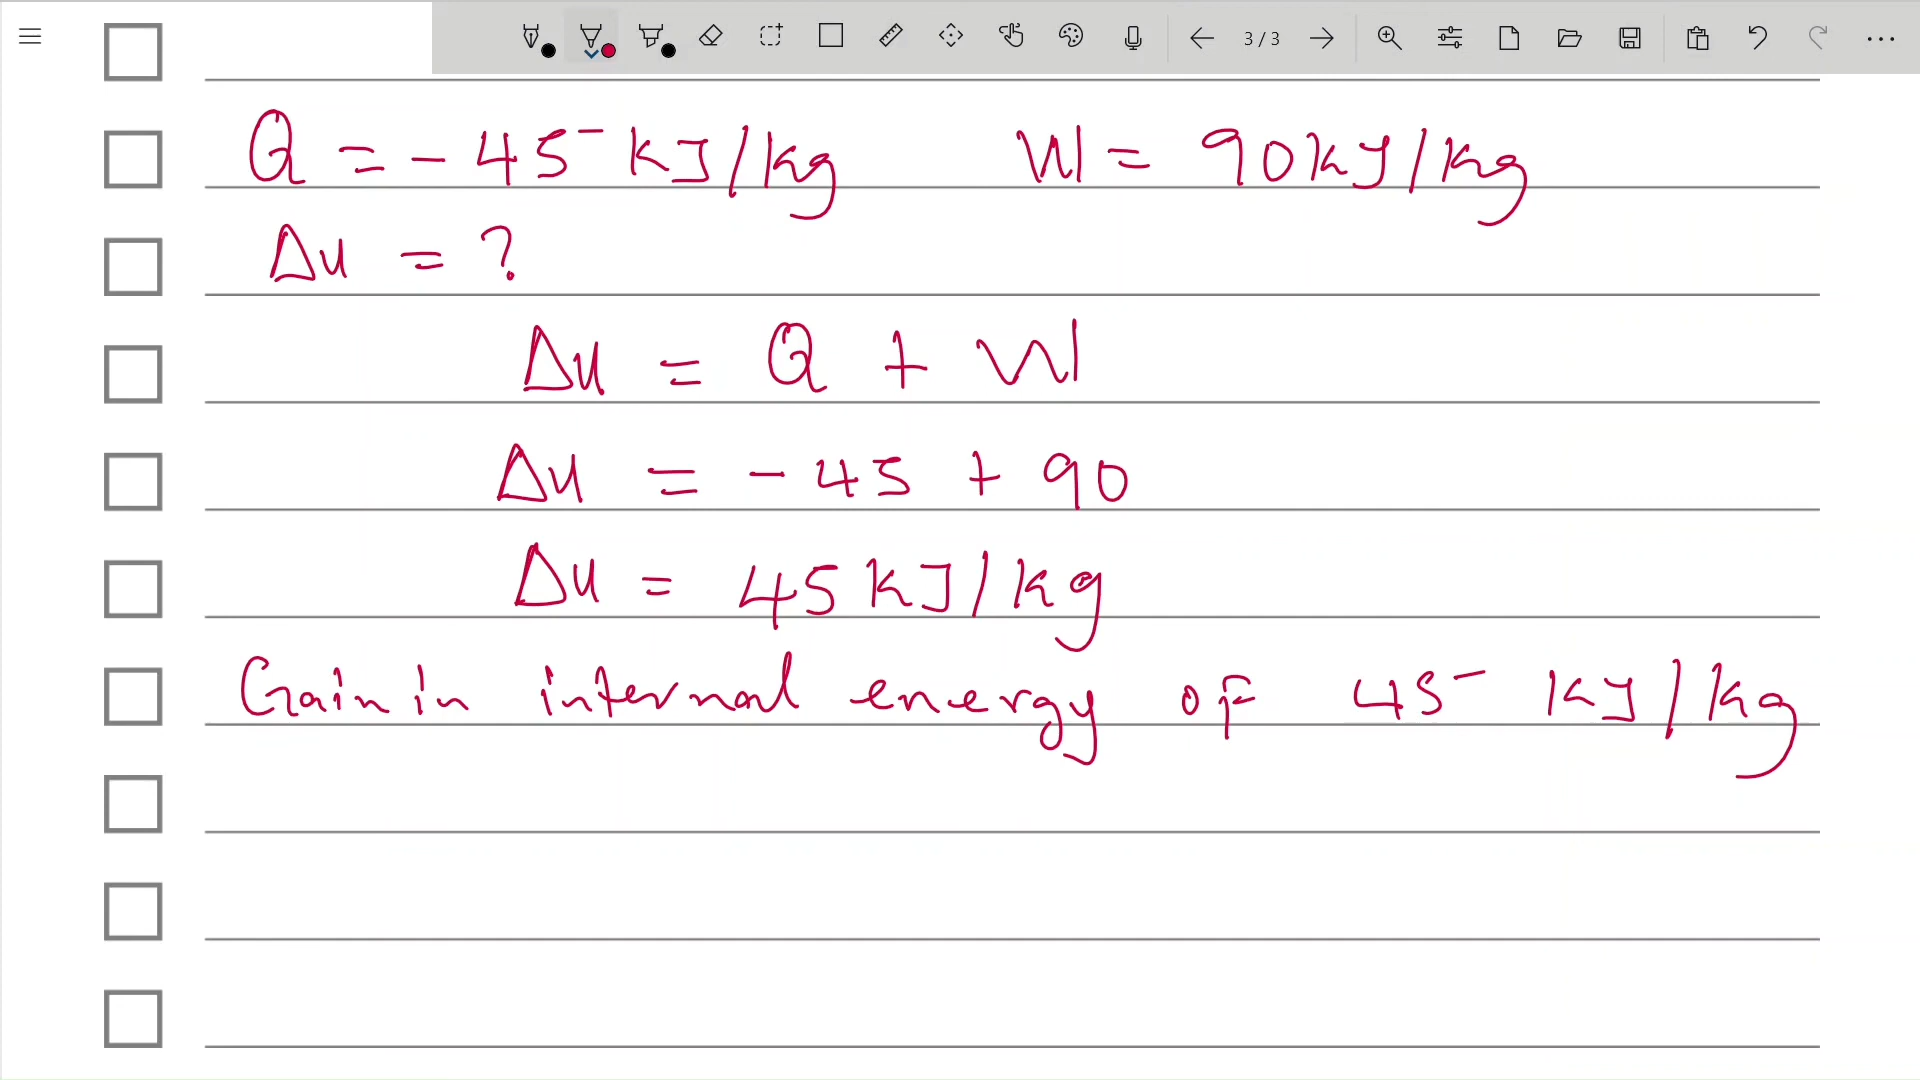 3 / 3
Q = - 45 kJ/kg W = 90 kJ/kg
Δu = ?
Δu = Q + W
Δu = - 45 + 90
Δu = 45 kJ/kg
Gain in internal energy of 45 kJ/kg